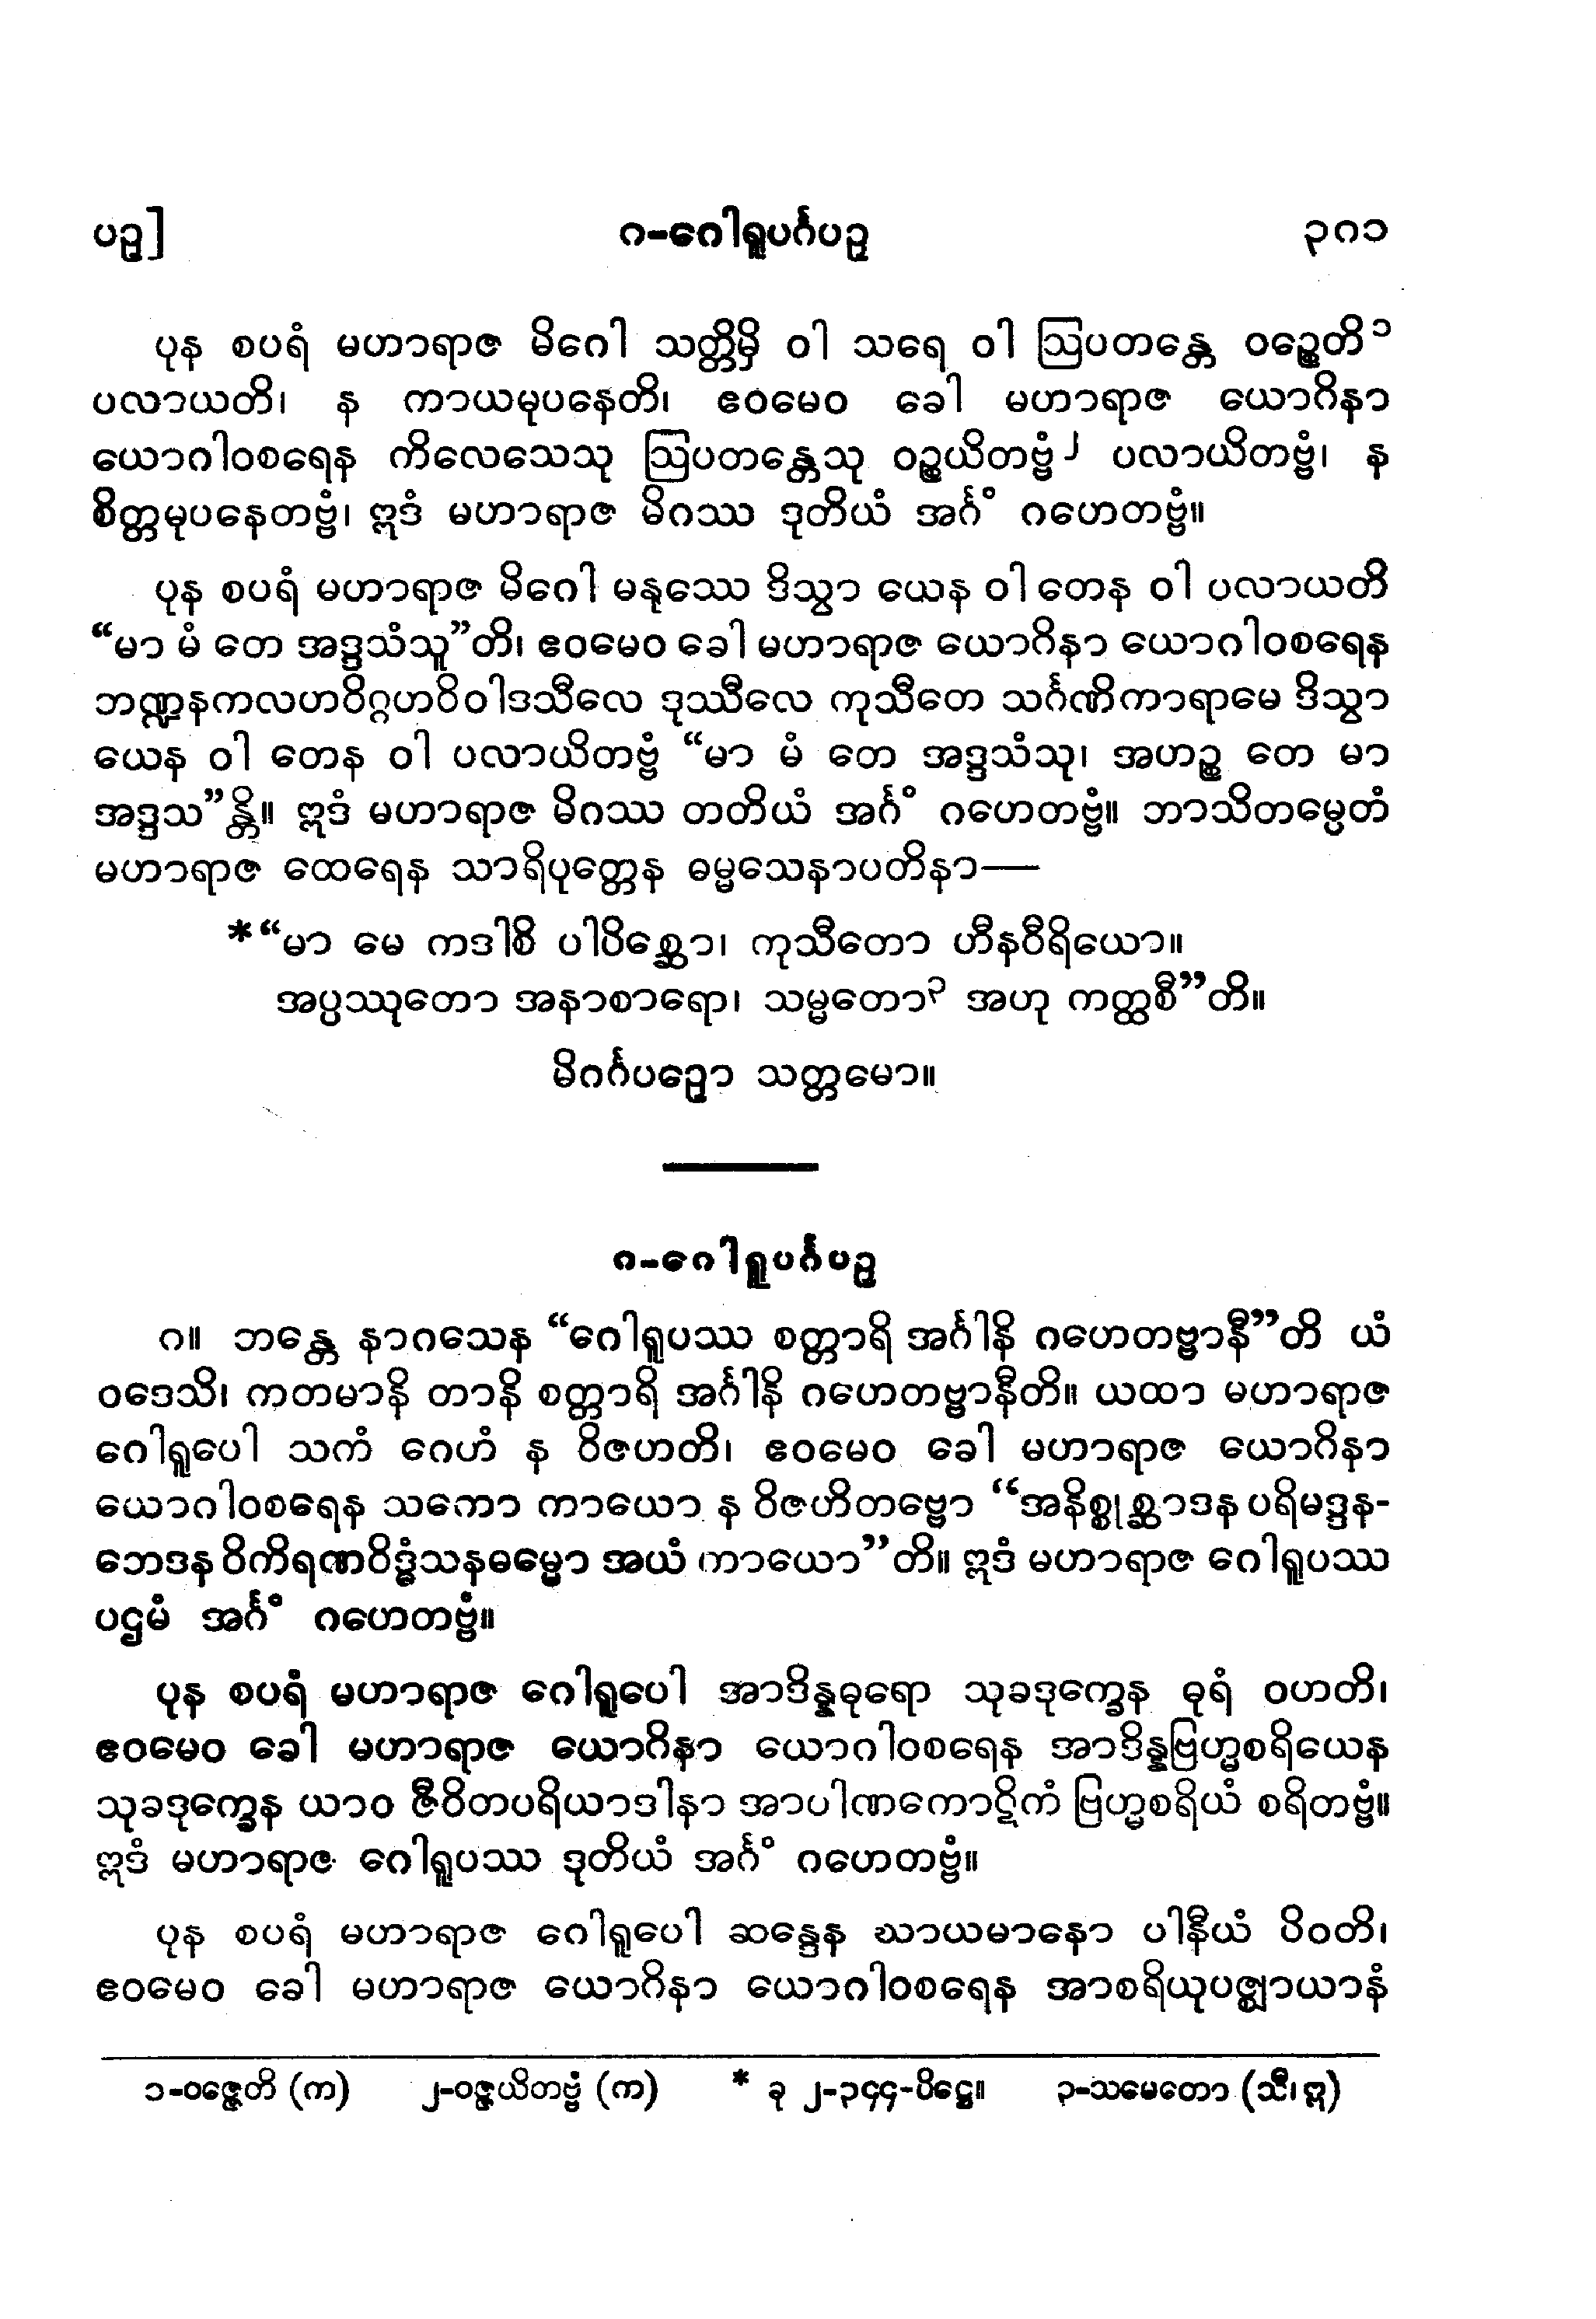 ပဉှ]	ဂ-ဂေါရူပင်္ဂပဉှ	၃၈၁
ပုန စပရံ မဟာရာဇ မိဂေါ သတ္တိမှိ ဝါ သရေ ဝါ ဩပတန္တေ ဝဉ္စေတိ၁
ပလာယတိ၊ န ကာယမုပနေတိ၊ ဧဝမေဝ ခေါ မဟာရာဇ ယောဂိနာ
ယောဂါဝစရေန ကိလေသေသု ဩပတန္တေသု ဝဉ္စယိတဗ္ဗံ၂ ပလာယိတဗ္ဗံ၊ န
စိတ္တမုပနေတဗ္ဗံ၊ ဣဒံ မဟာရာဇ မိဂဿ ဒုတိယံ အင်္ဂံ ဂဟေတဗ္ဗံ။
ပုန စပရံ မဟာရာဇ မိဂေါ မနုဿေ ဒိသွာ ယေန ဝါ တေန ဝါ ပလာယတိ
“မာ မံ တေ အဒ္ဒသံသူ”တိ၊ ဧဝမေဝ ခေါ မဟာရာဇ ယောဂိနာ ယောဂါဝစရေန
ဘဏ္ဍနကလဟဝိဂ္ဂဟဝိဝါဒသီလေ ဒုဿီလေ ကုသီတေ သင်္ဂဏိကာရာမေ ဒိသွာ
ယေန ဝါ တေန ဝါ ပလာယိတဗ္ဗံ “မာ မံ တေ အဒ္ဒသံသု၊ အဟဉ္စ တေ မာ
အဒ္ဒသ”န္တိ။ ဣဒံ မဟာရာဇ မိဂဿ တတိယံ အင်္ဂံ ဂဟေတဗ္ဗံ။ ဘာသိတမ္ပေတံ
မဟာရာဇ ထေရေန သာရိပုတ္တေန ဓမ္မသေနာပတိနာ—
*“မာ မေ ကဒါစိ ပါပိစ္ဆော၊ ကုသီတော ဟီနဝီရိယော။
အပ္ပဿုတော အနာစာရော၊ သမ္မတော၃ အဟု ကတ္ထစီ”တိ။
မိဂင်္ဂပဉှော သတ္တမော။
၈-ဂေါရူပင်္ဂပဉှ
၈။ ဘန္တေ နာဂသေန “ဂေါရူပဿ စတ္တာရိ အင်္ဂါနိ ဂဟေတဗ္ဗာနီ”တိ ယံ
ဝဒေသိ၊ ကတမာနိ တာနိ စတ္တာရိ အင်္ဂါနိ ဂဟေတဗ္ဗာနီတိ။ ယထာ မဟာရာဇ
ဂေါရူပေါ သကံ ဂေဟံ န ဝိဇဟတိ၊ ဧဝမေဝ ခေါ မဟာရာဇ ယောဂိနာ
ယောဂါဝစရေန သကော ကာယော န ဝိဇဟိတဗ္ဗော “အနိစ္စုစ္ဆာဒန ပရိမဒ္ဒန-
ဘေဒန ဝိကိရဏဝိဒ္ဓံသနဓမ္မော အယံ ကာယော”တိ။ ဣဒံ မဟာရာဇ ဂေါရူပဿ
ပဌမံ အင်္ဂံ ဂဟေတဗ္ဗံ။
ပုန စပရံ မဟာရာဇ ဂေါရူပေါ အာဒိန္နဓုရော သုခဒုက္ခေန ဓုရံ ဝဟတိ၊
ဧဝမေဝ ခေါ မဟာရာဇ ယောဂိနာ ယောဂါဝစရေန အာဒိန္နဗြဟ္မစရိယေန
သုခဒုက္ခေန ယာဝ ဇီဝိတပရိယာဒါနာ အာပါဏကောဋိကံ ဗြဟ္မစရိယံ စရိတဗ္ဗံ။
ဣဒံ မဟာရာဇ ဂေါရူပဿ ဒုတိယံ အင်္ဂံ ဂဟေတဗ္ဗံ။
ပုန စပရံ မဟာရာဇ ဂေါရူပေါ ဆန္ဒေန ဃာယမာနော ပါနီယံ ပိဝတိ၊
ဧဝမေဝ ခေါ မဟာရာဇ ယောဂိနာ ယောဂါဝစရေန အာစရိယုပဇ္ဈာယာနံ
၁-ဝဇ္ဇေတိ (က)	၂-ဝဇ္ဇယိတဗ္ဗံ (က)	* ခု ၂-၃၄၄-ပိဋ္ဌေ။	၃-သမေတော (သီ၊ ဣ)